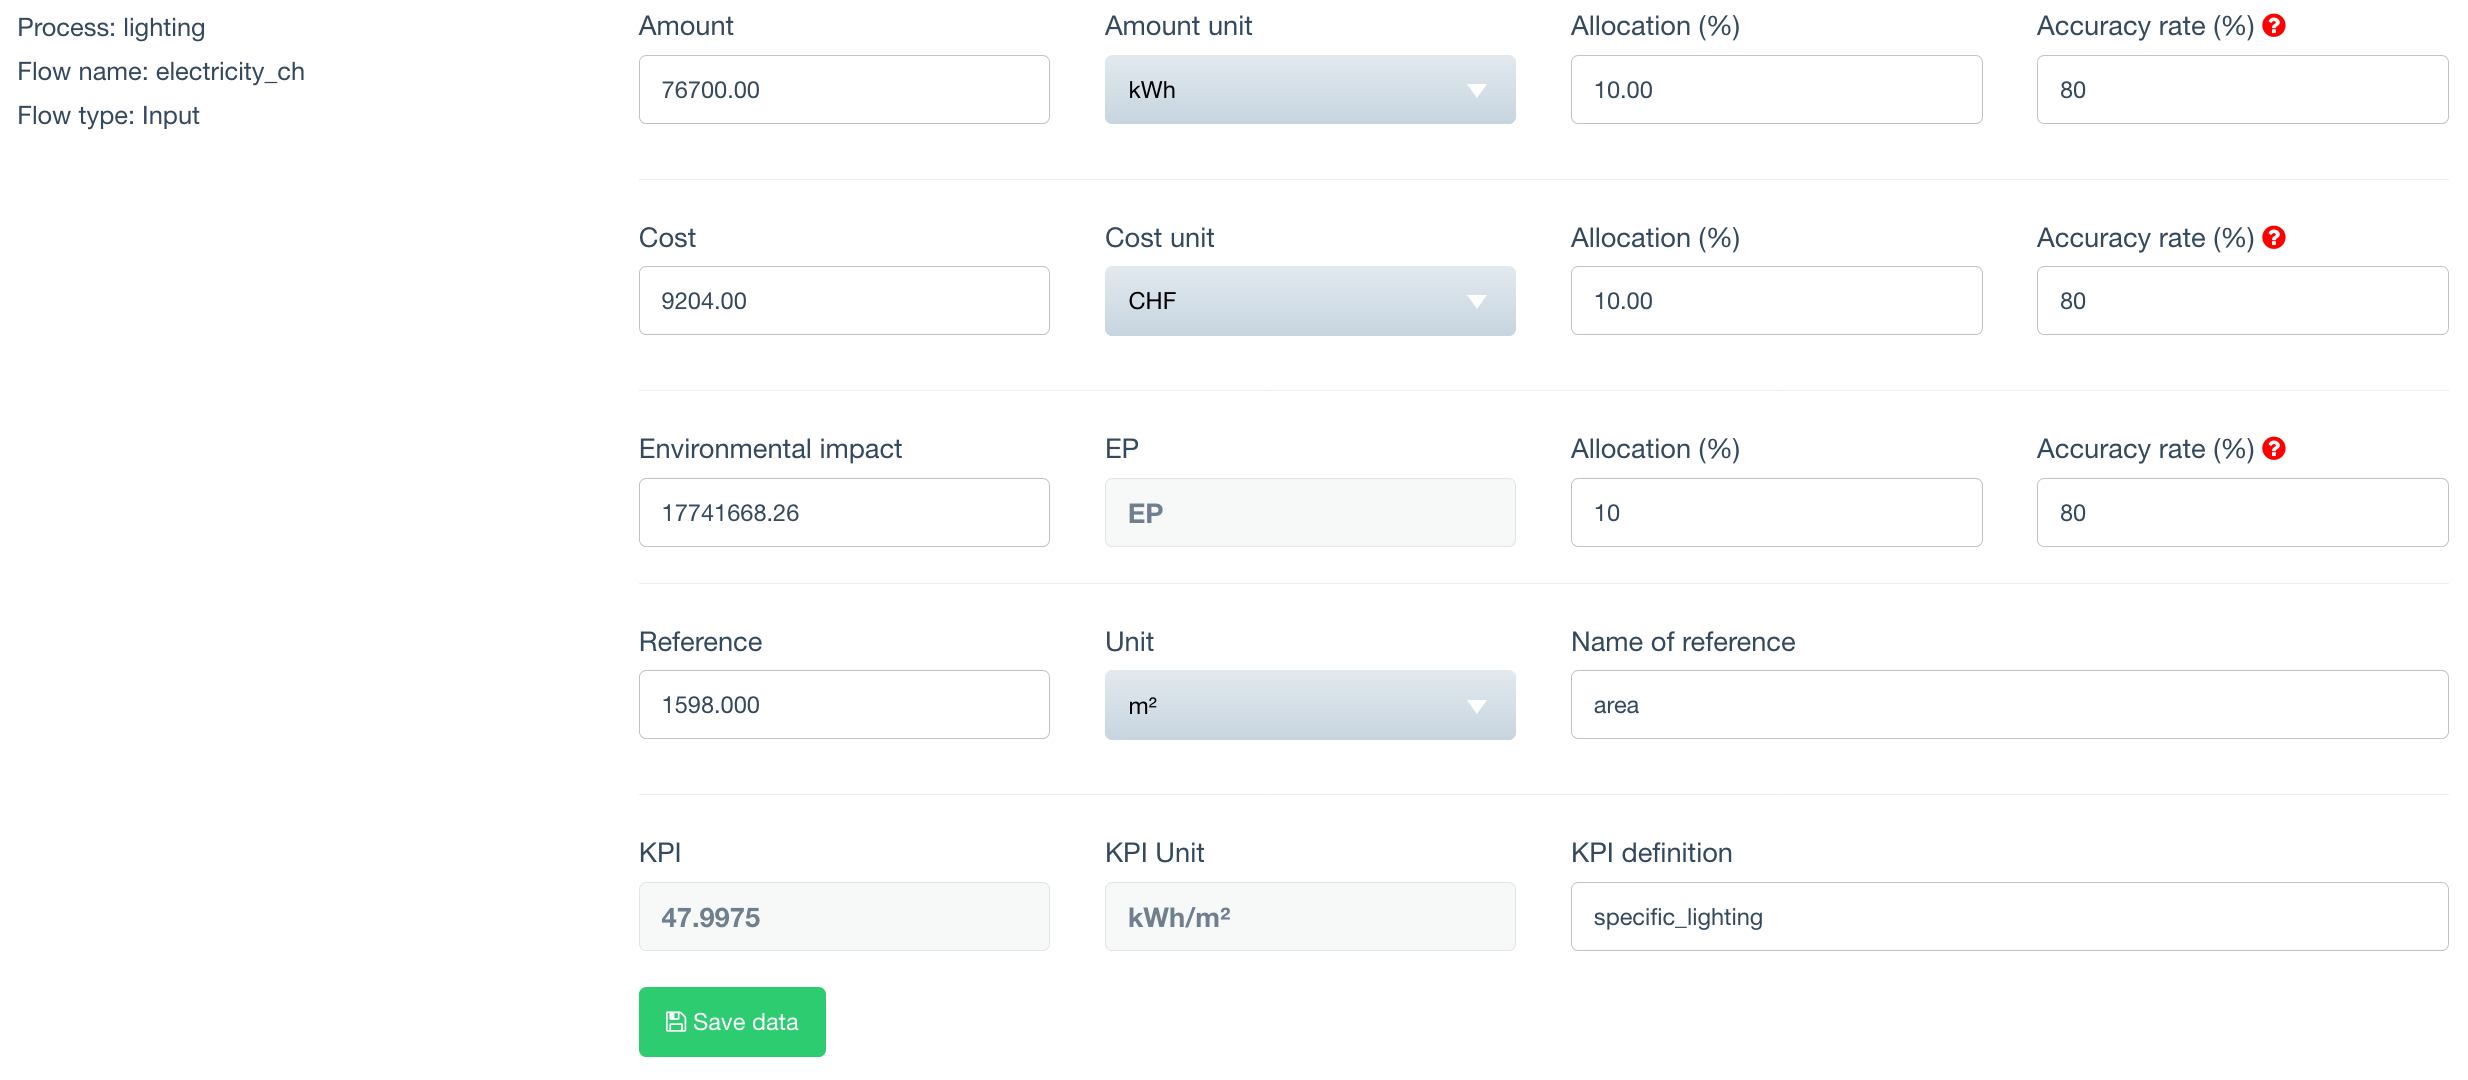 Process: lighting
Flow name: electricity_ch
Flow type: Input
Amount
Amount unit
Allocation (%)
Accuracy rate (%)
76700.00
kWh
10.00
80
Cost
Cost unit
Allocation (%)
Accuracy rate (%)
9204.00
CHF
10.00
80
Environmental impact
EP
Allocation (%)
Accuracy rate (%)
17741668.26
EP
10
80
Reference
Unit
Name of reference
1598.000
m²
area
KPI
KPI Unit
KPI definition
47.9975
kWh/m²
specific_lighting
Save data